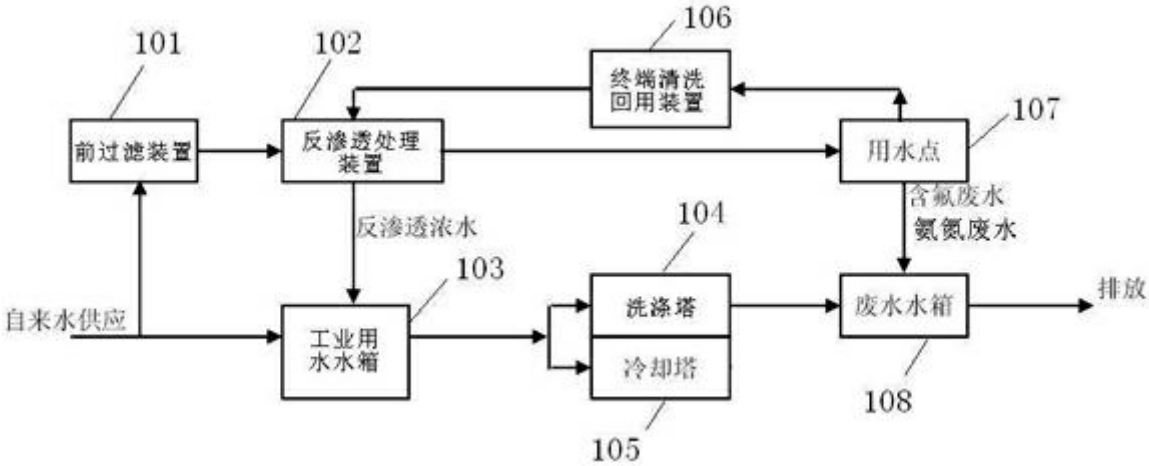 106
101
102
终端清洗
回用装置
107
前过滤装置
反渗透处理
装置
用水点
含氟废水
氨氮废水
反渗透浓水
104
103
自来水供应
工业用
水水箱
洗涤塔
冷却塔
废水水箱
排放
105
108